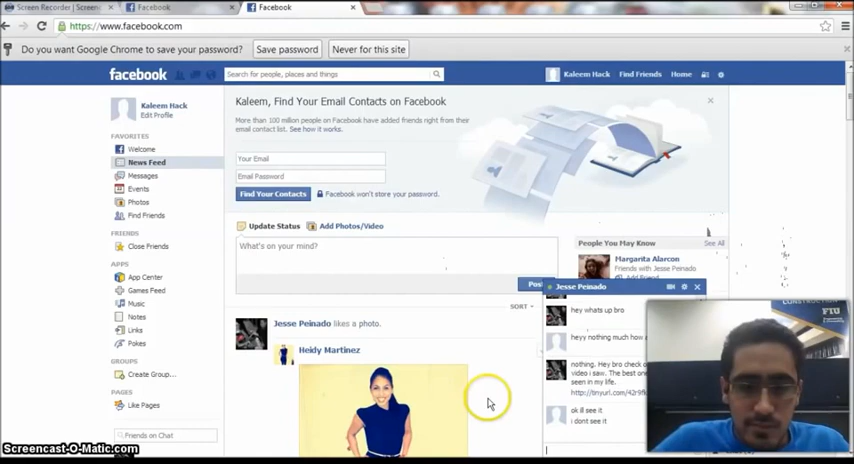 Screen Recorder | Screen
Facebook
Facebook
https://www.facebook.com
Do you want Google Chrome to save your password? Save password Never for this site
facebook Search for people, places and things Kaleem Hack Find Friends Home
Kaleem Hack
Edit Profile
FAVORITES
Welcome
News Feed
Messages
Events
Photos
Find Friends
FRIENDS
Close Friends
APPS
App Center
Games Feed
Music
Notes
Links
Pokes
GROUPS
Create Group...
PAGES
Like Pages
Friends on Chat
Kaleem, Find Your Email Contacts on Facebook
More than 100 million people on Facebook have added friends right from their
email contact list. See how it works.
Your Email
Email Password
Find Your Contacts Facebook won't store your password.
Update Status Add Photos/Video
What's on your mind?
Post
SORT
Jesse Peinado likes a photo.
Heidy Martinez
People You May Know See All
Margarita Alarcon
Friends with Jesse Peinado
Add Friend
Jesse Peinado
hey whats up bro
heyy nothing much how
nothing. Hey bro check
video i saw. The best one
seen in my life.
http://tinyurl.com/42r9fl
ok ill see it
i dont see it
CONSTRUCTION
FIU
Screencast-O-Matic.com